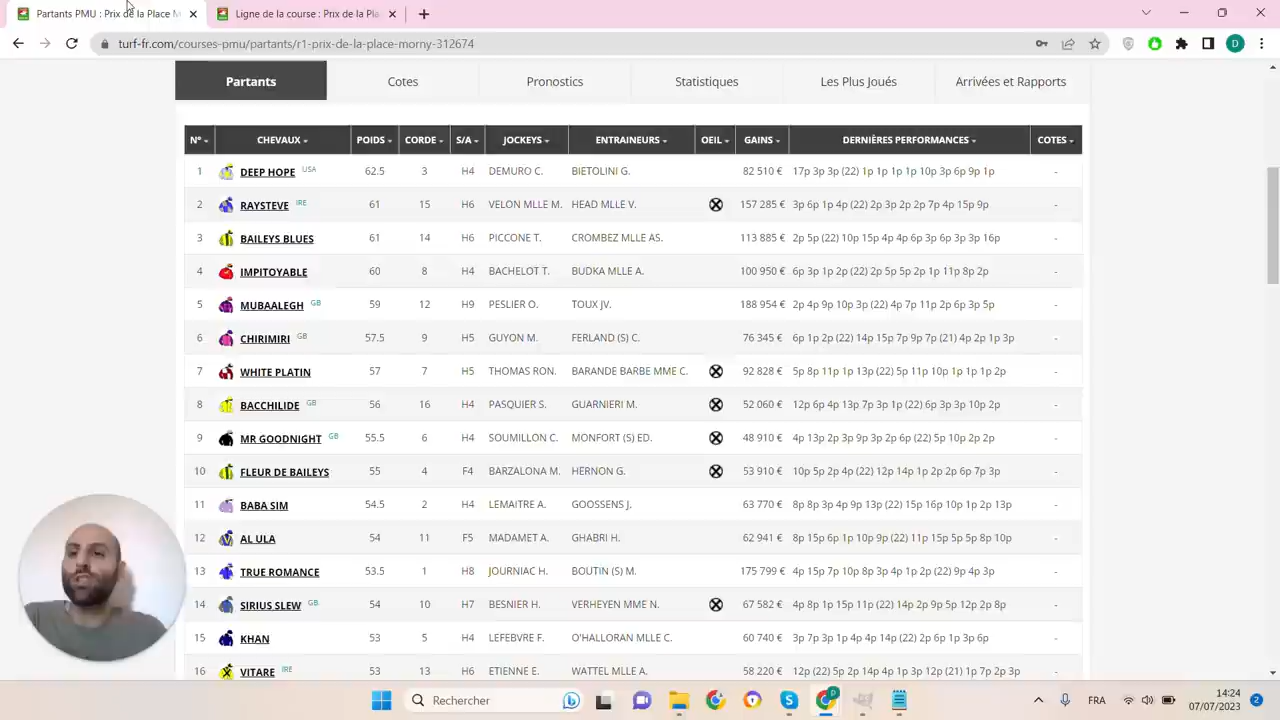 Partants PMU : Prix de la Place M
Ligne de la course : Prix de la Plac
turf-fr.com/courses-pmu/partants/r1-prix-de-la-place-morny-312674
D
Partants Cotes Pronostics Statistiques Les Plus Joués Arrivées et Rapports
N° CHEVAUX POIDS CORDE S/A JOCKEYS ENTRAINEURS OEIL GAINS DERNIÈRES PERFORMANCES COTES
1 DEEP HOPE USA 62.5 3 H4 DEMURO C. BIETOLINI G. 82 510 € 17p 3p 3p (22) 1p 1p 1p 1p 10p 3p 6p 9p 1p -
2 RAYSTEVE IRE 61 15 H6 VELON MLLE M. HEAD MLLE V. 157 285 € 3p 6p 1p 4p (22) 2p 3p 2p 2p 7p 4p 15p 9p -
3 BAILEYS BLUES 61 14 H6 PICCONE T. CROMBEZ MLLE AS. 113 885 € 2p 5p (22) 10p 15p 4p 4p 6p 3p 6p 3p 3p 16p -
4 IMPITOYABLE 60 8 H4 BACHELOT T. BUDKA MLLE A. 100 950 € 6p 3p 1p 2p (22) 2p 5p 5p 2p 1p 11p 8p 2p -
5 MUBAALEGH GB 59 12 H9 PESLIER O. TOUX JV. 188 954 € 2p 4p 9p 10p 3p (22) 4p 7p 11p 2p 6p 3p 5p -
6 CHIRIMIRI GB 57.5 9 H5 GUYON M. FERLAND (S) C. 76 345 € 6p 1p 2p (22) 14p 15p 7p 9p 7p (21) 4p 2p 1p 3p -
7 WHITE PLATIN 57 7 H5 THOMAS RON. BARANDE BARBE MME C. 92 828 € 5p 8p 11p 1p 13p (22) 5p 11p 10p 1p 1p 1p 2p -
8 BACCHILIDE GB 56 16 H4 PASQUIER S. GUARNIERI M. 52 060 € 12p 6p 4p 13p 7p 3p 1p (22) 6p 3p 3p 10p 2p -
9 MR GOODNIGHT GB 55.5 6 H4 SOUMILLON C. MONFORT (S) ED. 48 910 € 4p 13p 2p 3p 9p 3p 2p 6p (22) 5p 10p 2p 2p -
10 FLEUR DE BAILEYS 55 4 F4 BARZALONA M. HERNON G. 53 910 € 10p 5p 2p 4p (22) 12p 14p 1p 2p 2p 6p 7p 3p -
11 BABA SIM 54.5 2 H4 LEMAITRE A. GOOSSENS J. 63 770 € 8p 8p 3p 4p 9p 13p (22) 15p 16p 10p 1p 2p 13p -
12 AL ULA 54 11 F5 MADAMET A. GHABRI H. 62 941 € 8p 15p 6p 1p 10p 9p (22) 11p 15p 5p 5p 8p 10p -
13 TRUE ROMANCE 53.5 1 H8 JOURNIAC H. BOUTIN (S) M. 175 799 € 4p 15p 7p 10p 8p 3p 4p 1p 2p (22) 9p 4p 3p -
14 SIRIUS SLEW GB 54 10 H7 BESNIER H. VERHEYEN MME N. 67 582 € 4p 8p 1p 15p 11p (22) 14p 2p 9p 5p 12p 2p 8p -
15 KHAN 53 5 H4 LEFEBVRE F. O'HALLORAN MLLE C. 60 740 € 3p 7p 3p 1p 4p 4p 14p (22) 2p 6p 1p 3p 6p -
16 VITARE IRE 53 13 H6 ETIENNE E. WATTEL MLLE A. 58 220 € 12p (22) 5p 2p 14p 4p 1p 3p 12p (21) 1p 7p 2p 3p -
Rechercher
FRA
14:24
07/07/2023
2